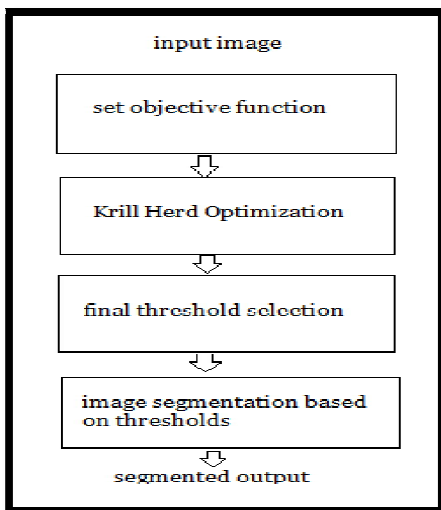 input image
set objective function
Krill Herd Optimization
final threshold selection
image segmentation based
on thresholds
segmented output